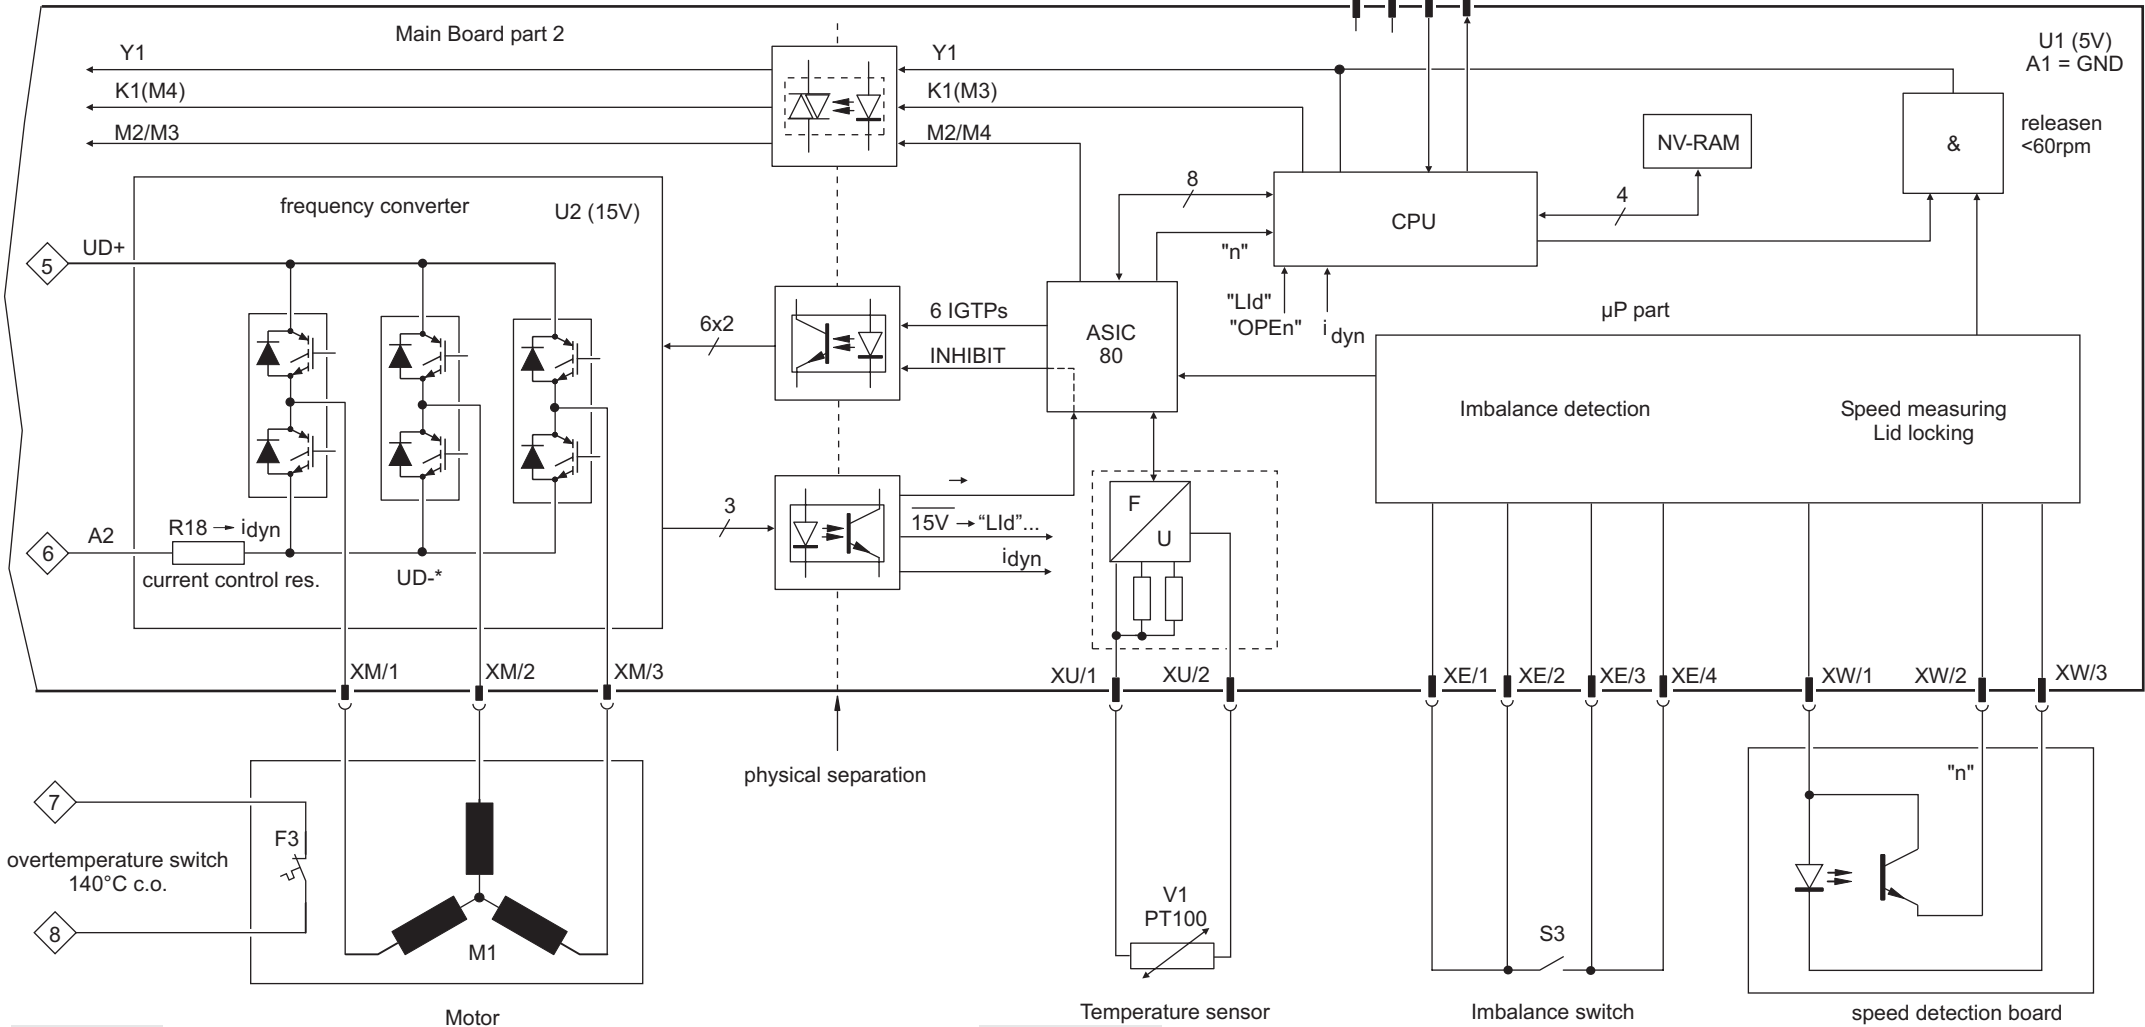 Main Board part 2
U1 (5V)
A1 = GND
Y1
K1(M4)
M2/M3
Y1
K1(M3)
M2/M4
releasen
<60rpm
&
NV-RAM
CPU
8
4
"n"
"LId"
"OPEn"
i dyn
frequency converter
U2 (15V)
5
UD+
6x2
6 IGTPs
INHIBIT
ASIC
80
µP part
Imbalance detection
Speed measuring
Lid locking
6
A2
R18 → idyn
current control res.
UD-*
3
→
15V → “LId”...
idyn
F
U
XM/1
XM/2
XM/3
XU/1
XU/2
XE/1
XE/2
XE/3
XE/4
XW/1
XW/2
XW/3
physical separation
7
F3
overtemperature switch
140°C c.o.
8
M1
Motor
V1
PT100
Temperature sensor
S3
Imbalance switch
"n"
speed detection board